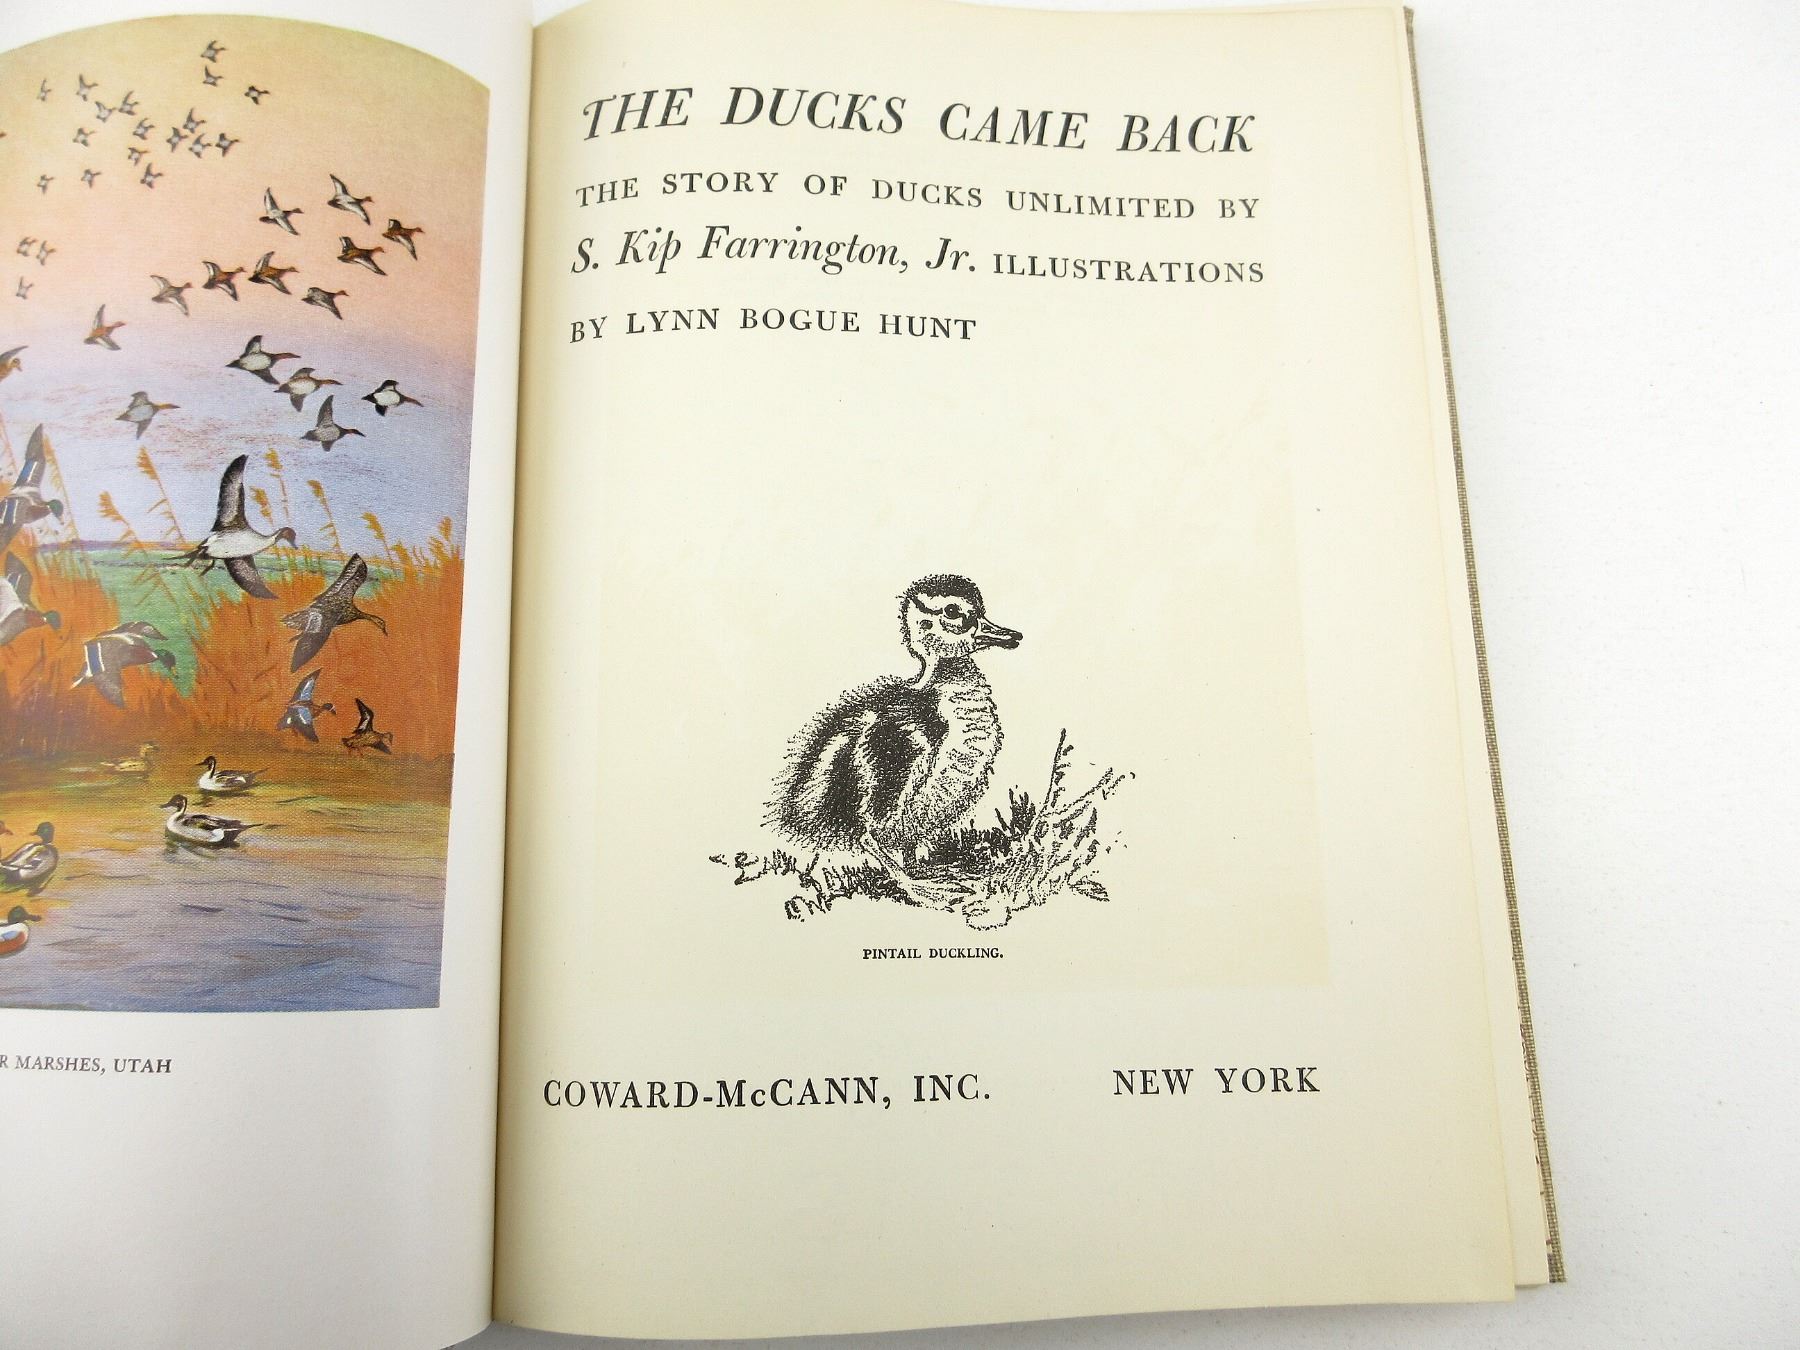 THE DUCKS CAME BACK
THE STORY OF DUCKS UNLIMITED BY
S. Kip Farrington, Jr. ILLUSTRATIONS
BY LYNN BOGUE HUNT
PINTAIL DUCKLING.
COWARD-McCANN, INC. NEW YORK
R MARSHES, UTAH